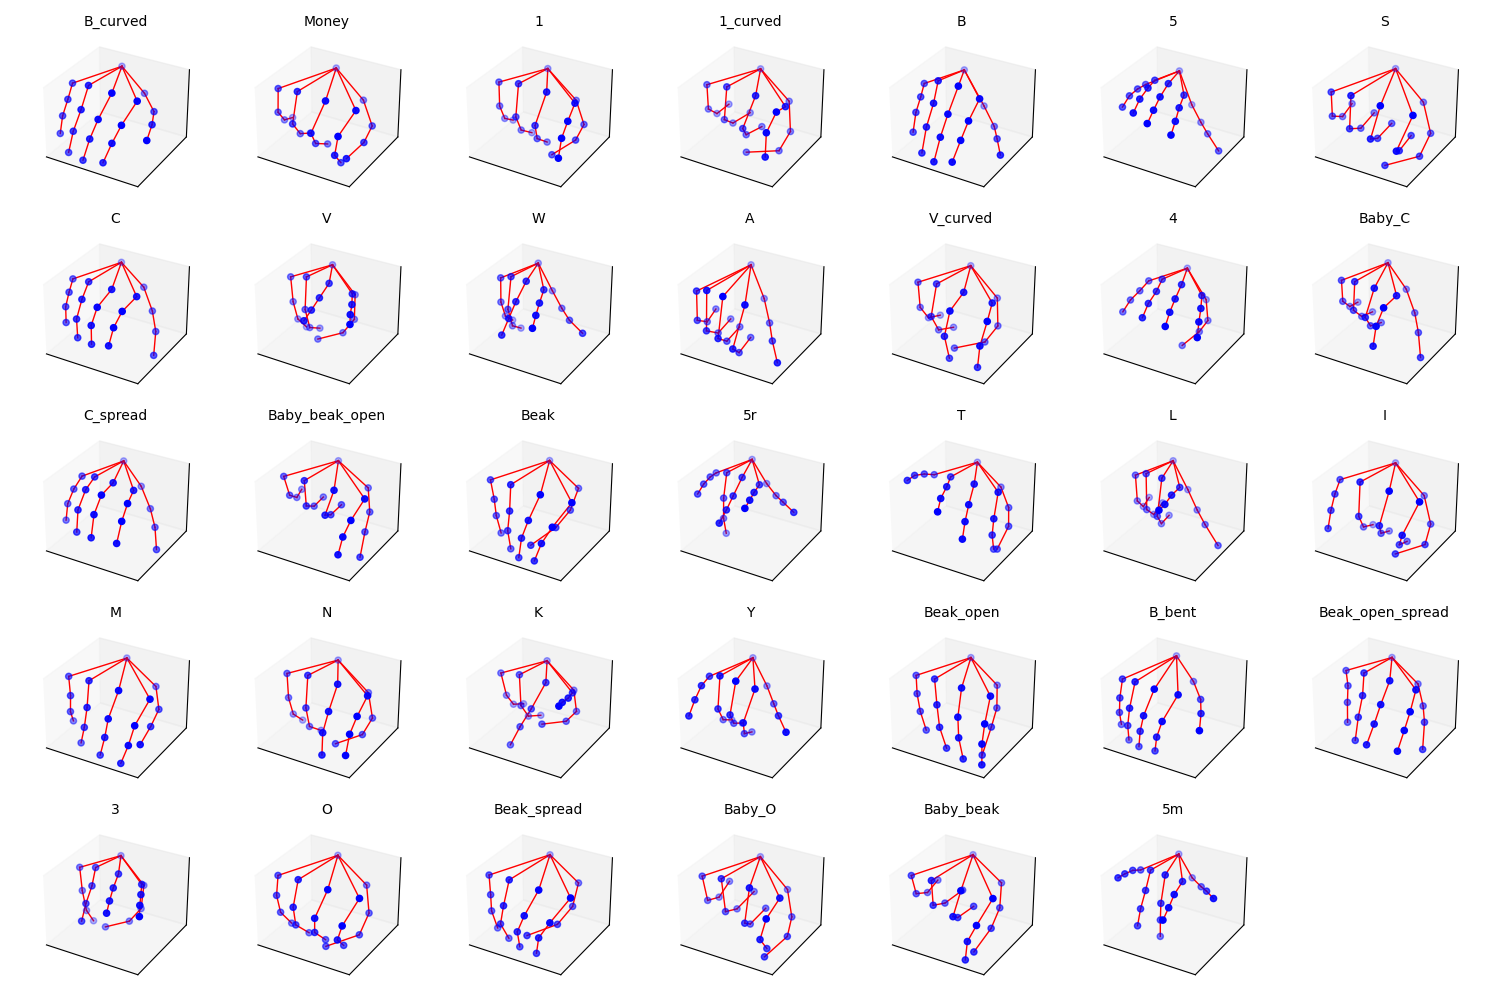 B_curved Money 1 1_curved B 5 S
C V W A V_curved 4 Baby_C
C_spread Baby_beak_open Beak 5r T L I
M N K Y Beak_open B_bent Beak_open_spread
3 O Beak_spread Baby_O Baby_beak 5m